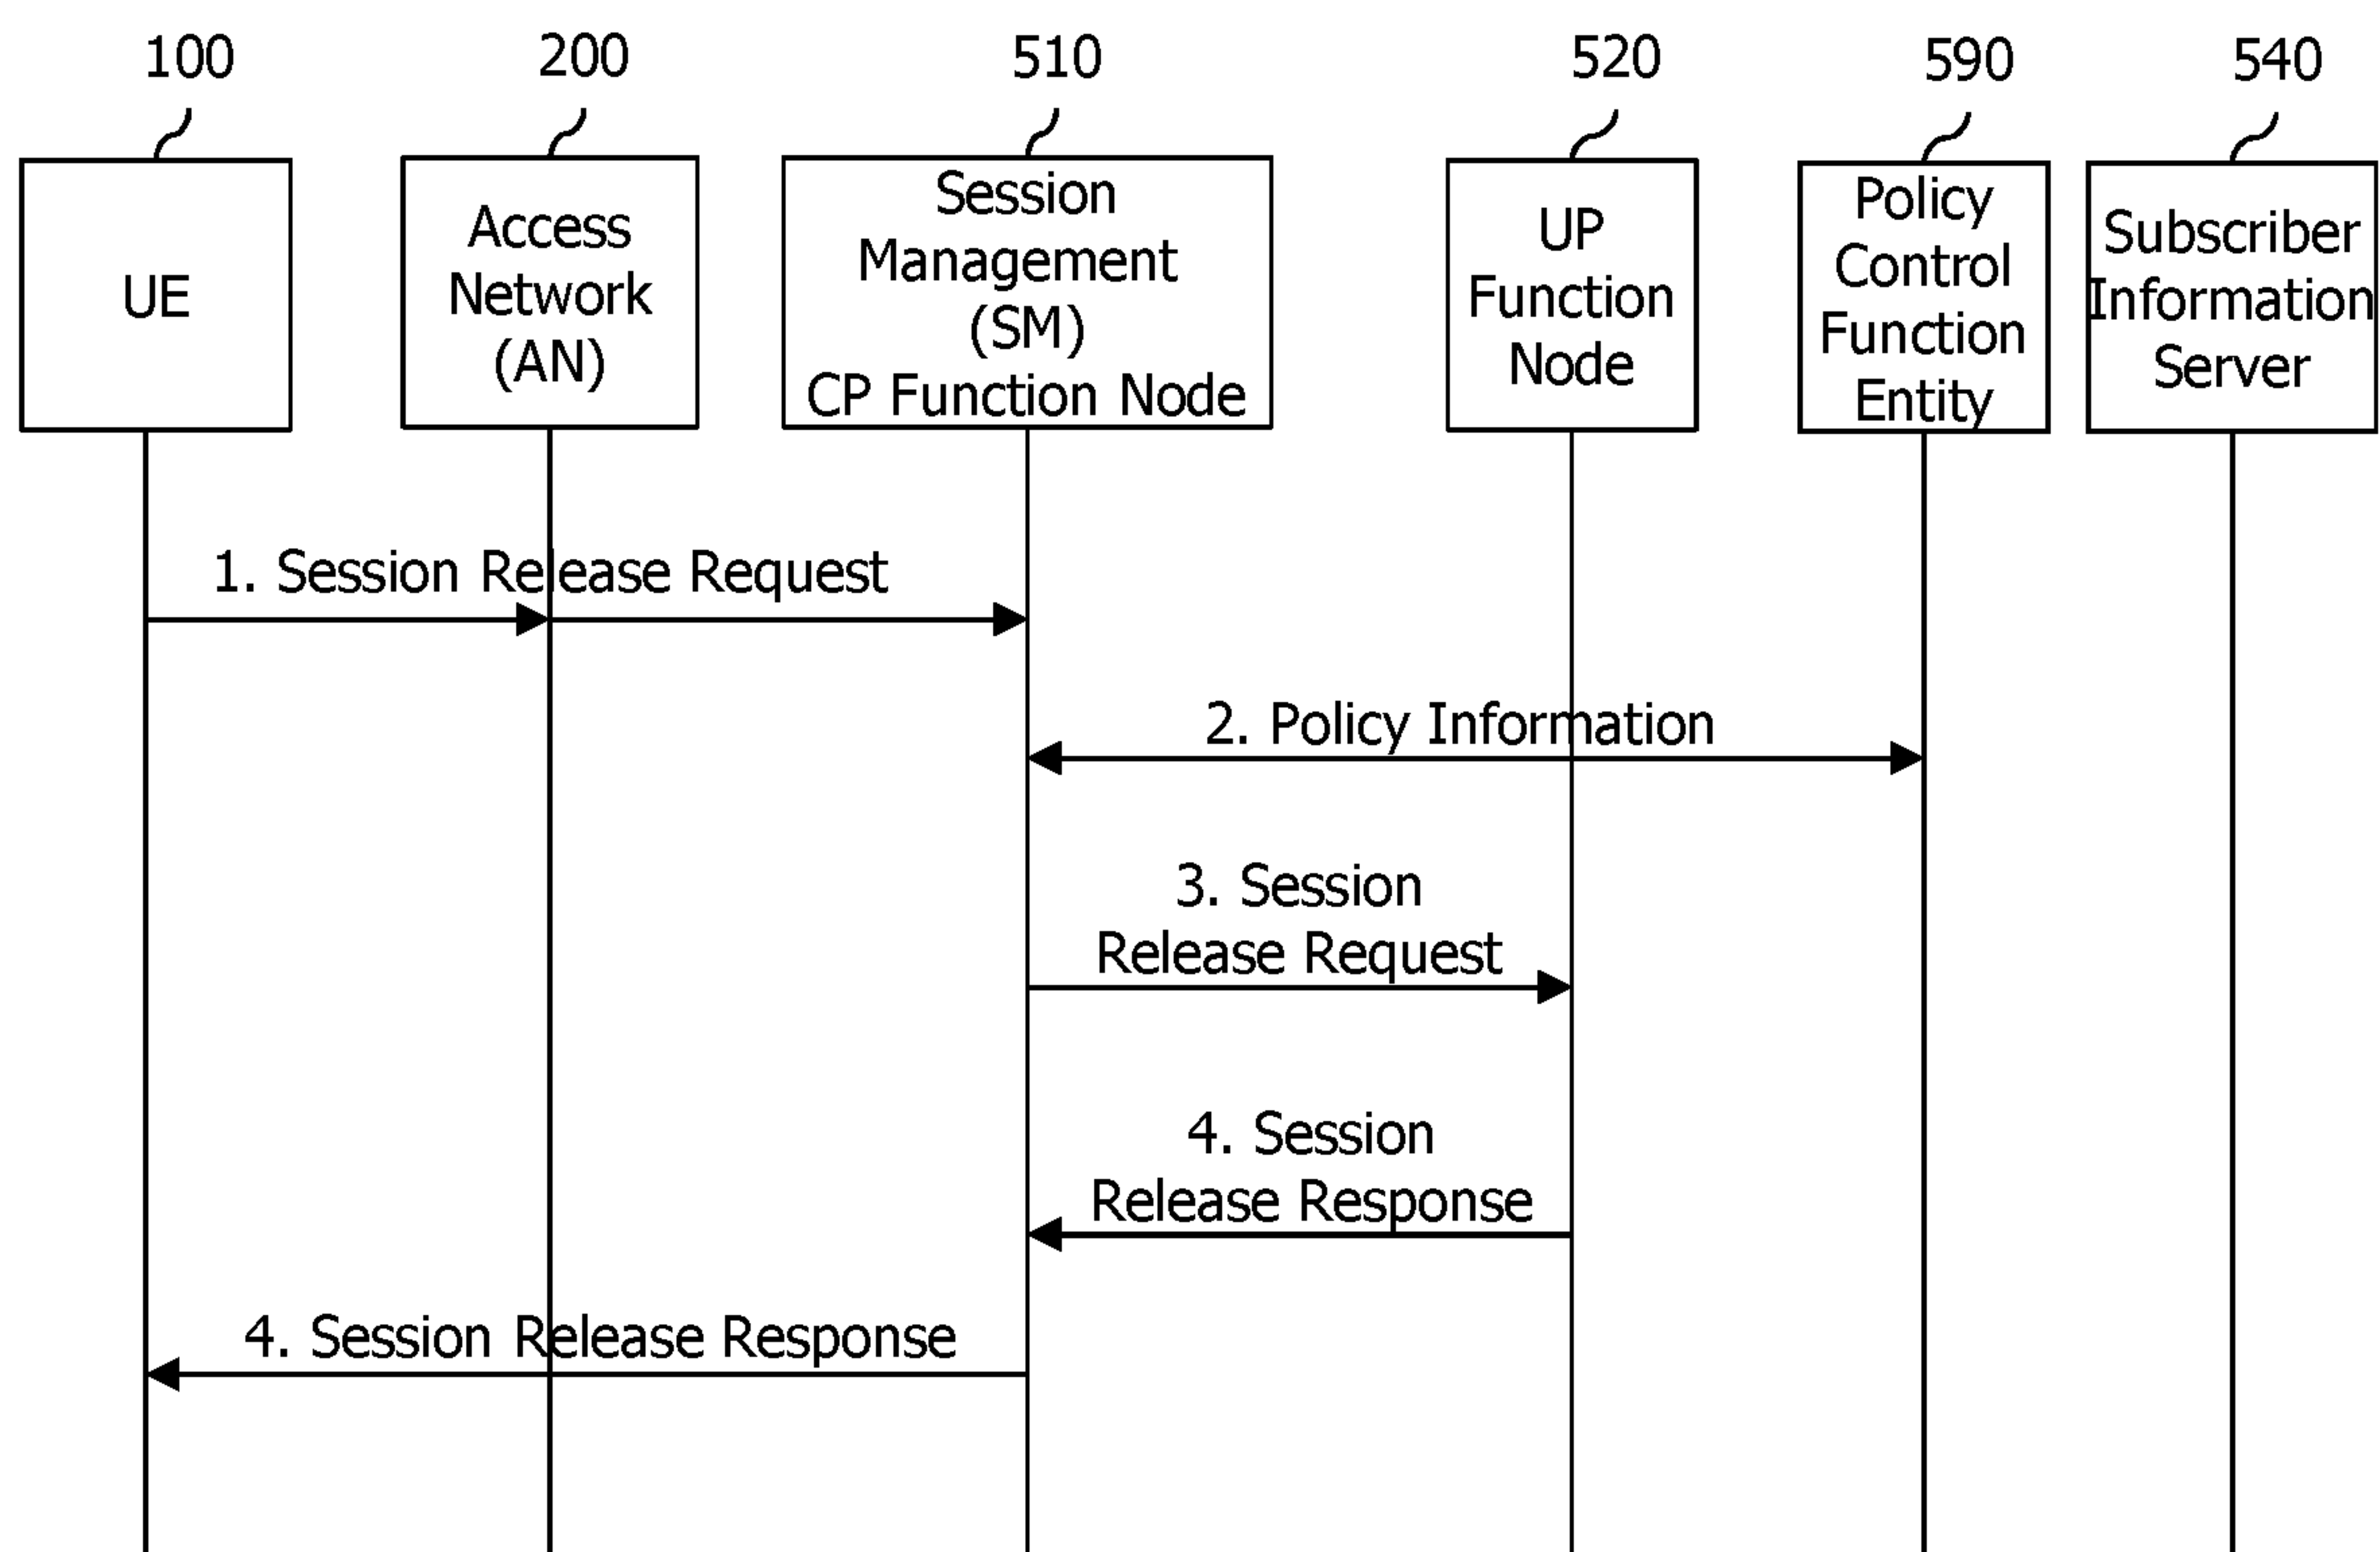 100
200
510
520
590
540
UE
Access
Network
(AN)
Session
Management
(SM)
CP Function Node
UP
Function
Node
Policy
Control
Function
Entity
Subscriber
Information
Server
1. Session Release Request
2. Policy Information
3. Session
Release Request
4. Session
Release Response
4. Session Release Response